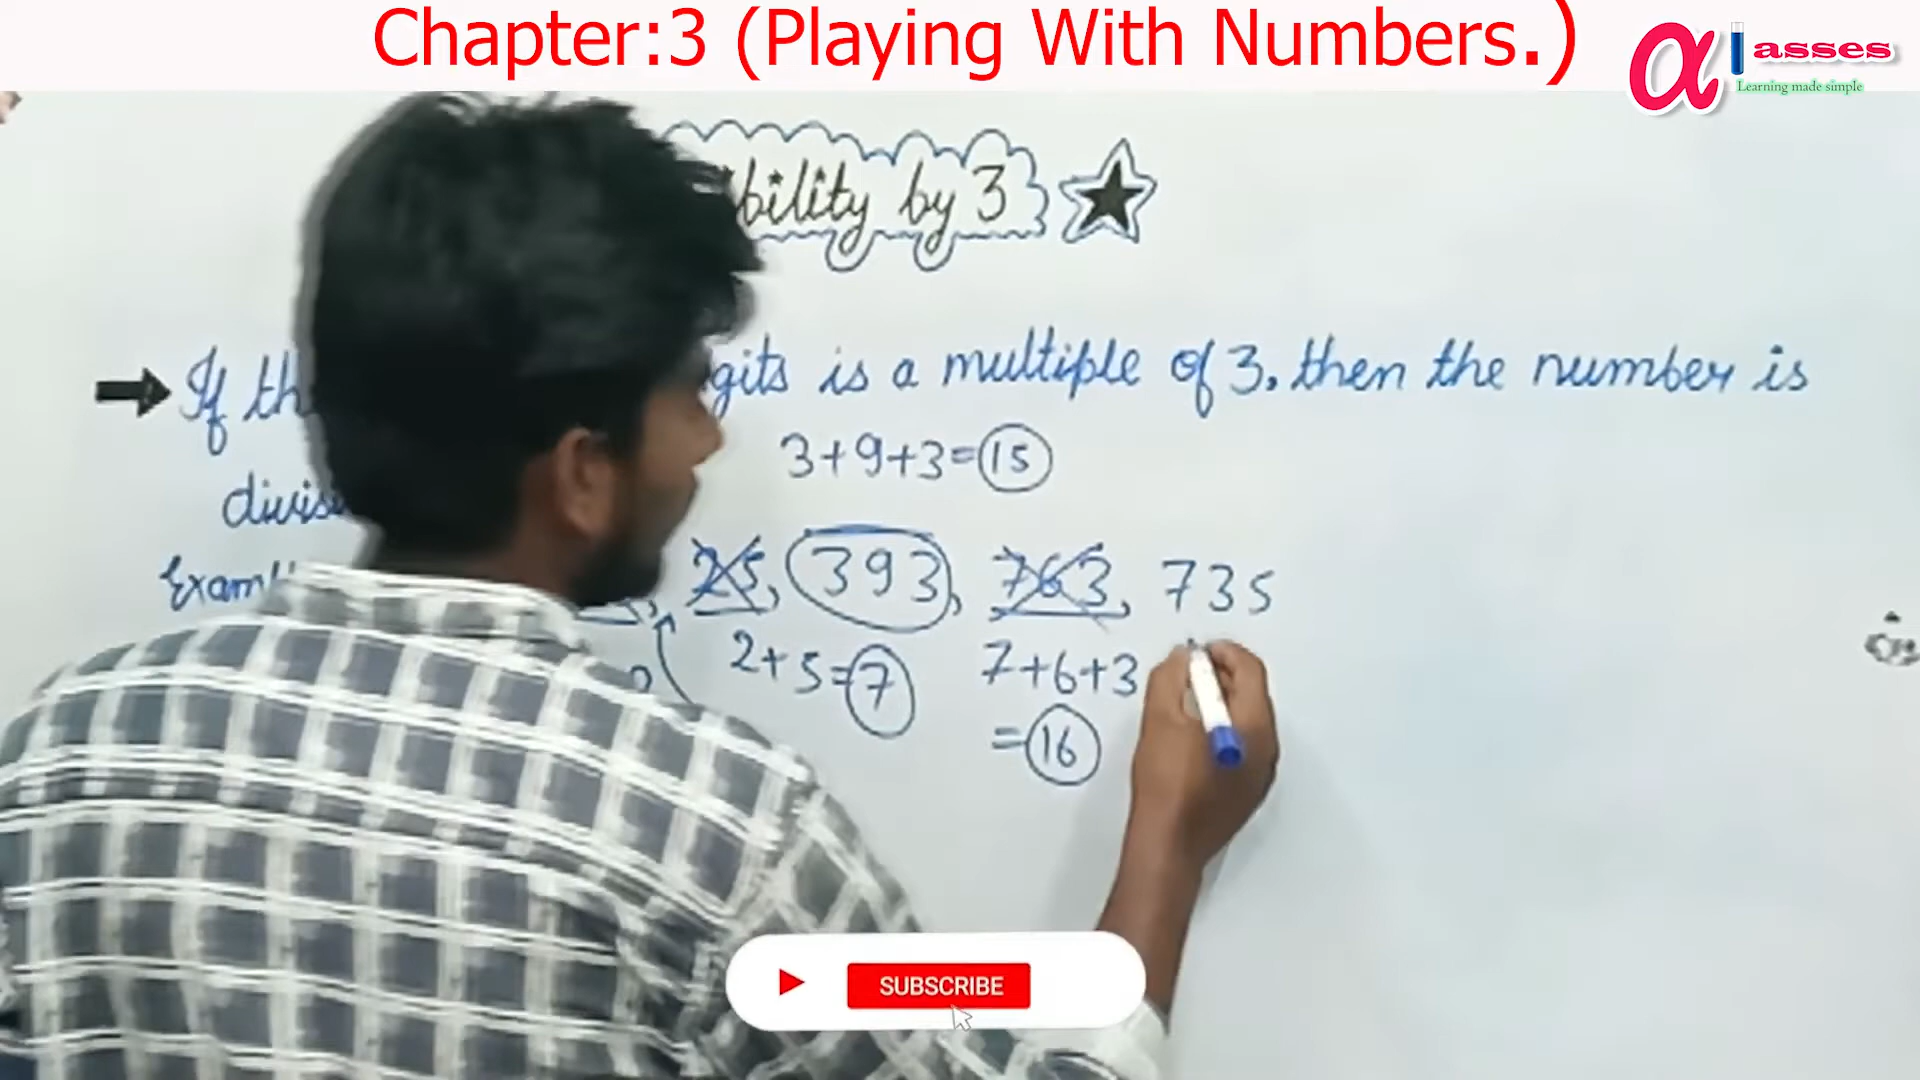 Chapter:3 (Playing With Numbers.)
α lasses
Learning made simple
bility by 3
If th gits is a multiple of 3, then the number is
3+9+3=15
divisi
Exam 25, 393, 763, 735
2+5=7 7+6+3
=16
SUBSCRIBE